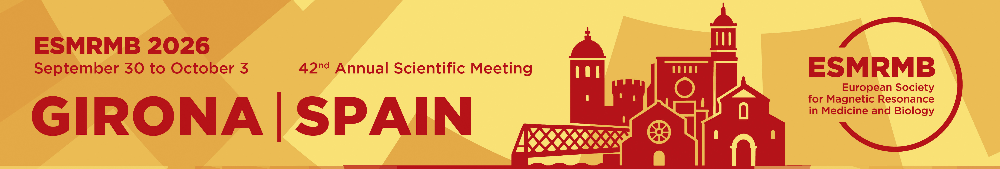 ESMRMB 2026
September 30 to October 3
42nd Annual Scientific Meeting
GIRONA | SPAIN
ESMRMB
European Society
for Magnetic Resonance
in Medicine and Biology